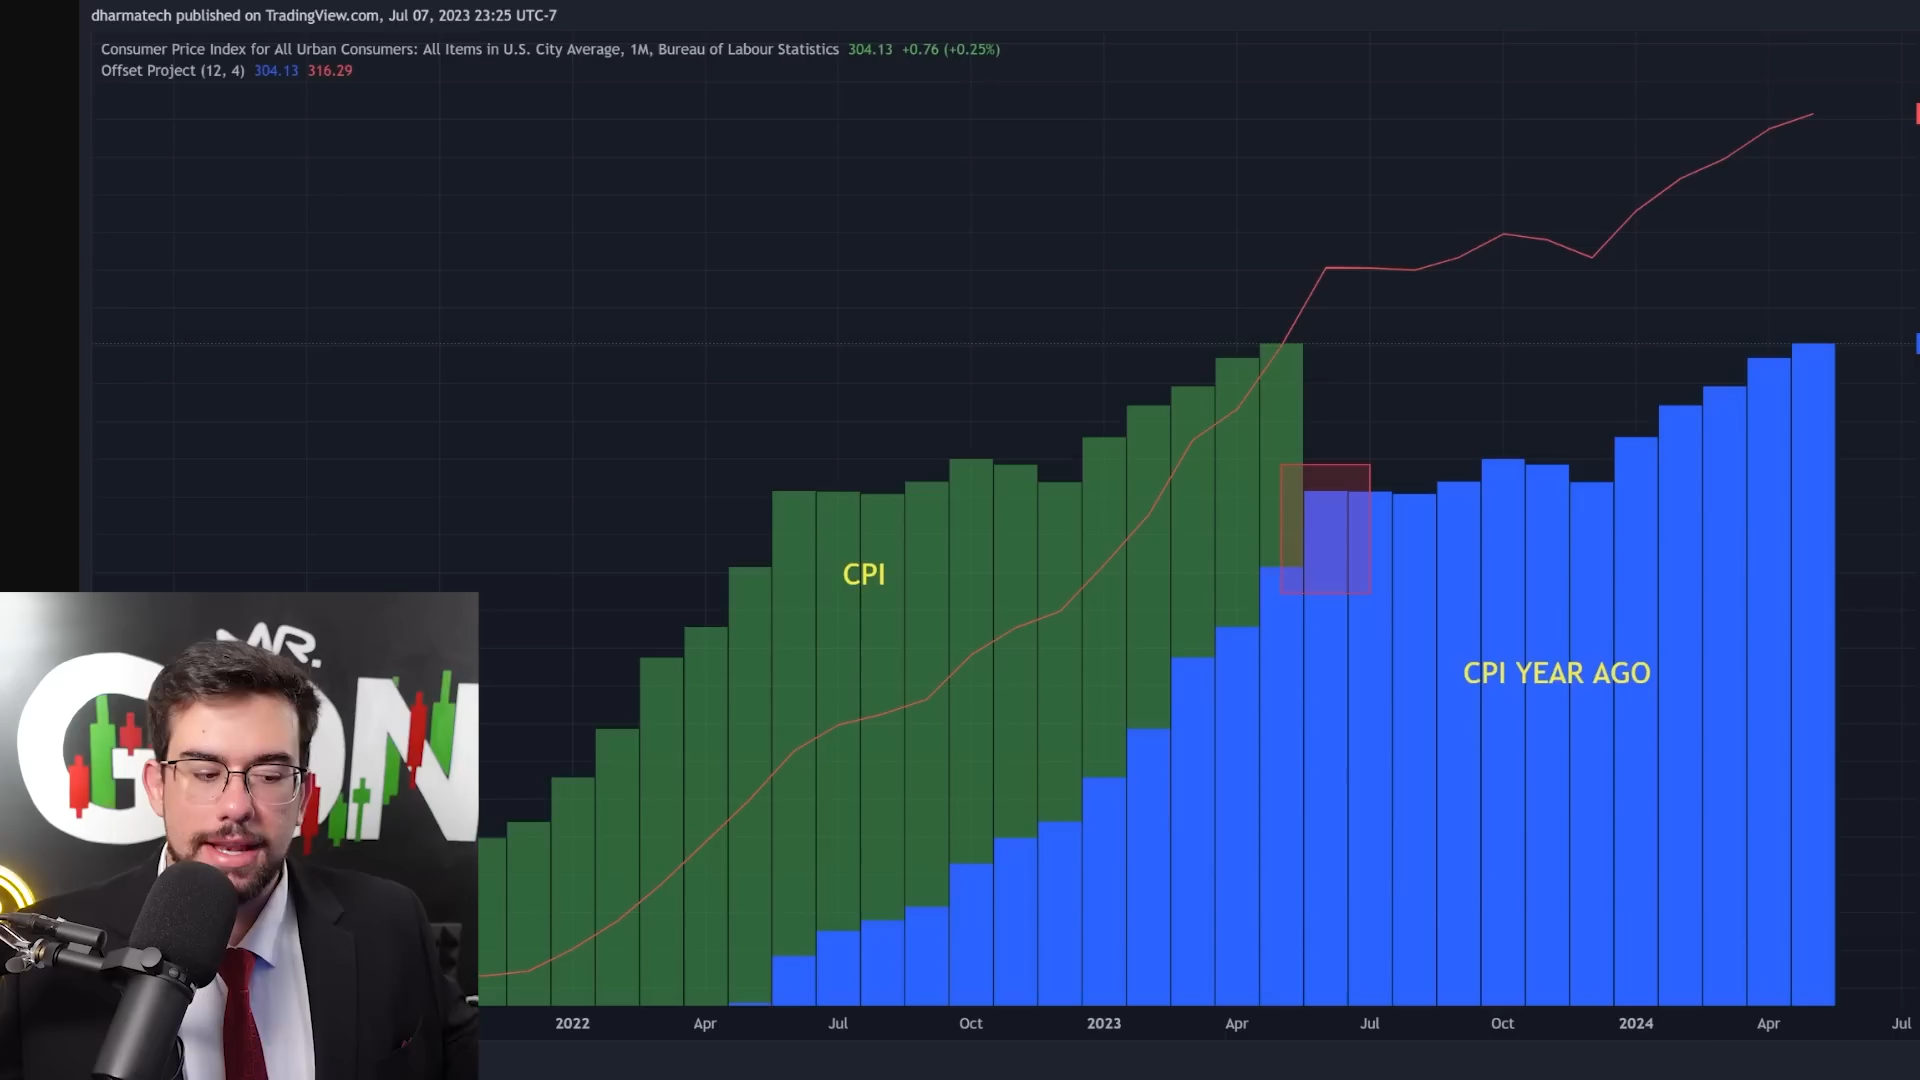 dharmatech published on TradingView.com, Jul 07, 2023 23:25 UTC-7
Consumer Price Index for All Urban Consumers: All Items in U.S. City Average, 1M, Bureau of Labour Statistics 304.13 +0.76 (+0.25%)
Offset Project (12, 4) 304.13 316.29
CPI
CPI YEAR AGO
MR.
2022 Apr Jul Oct 2023 Apr Jul Oct 2024 Apr Jul